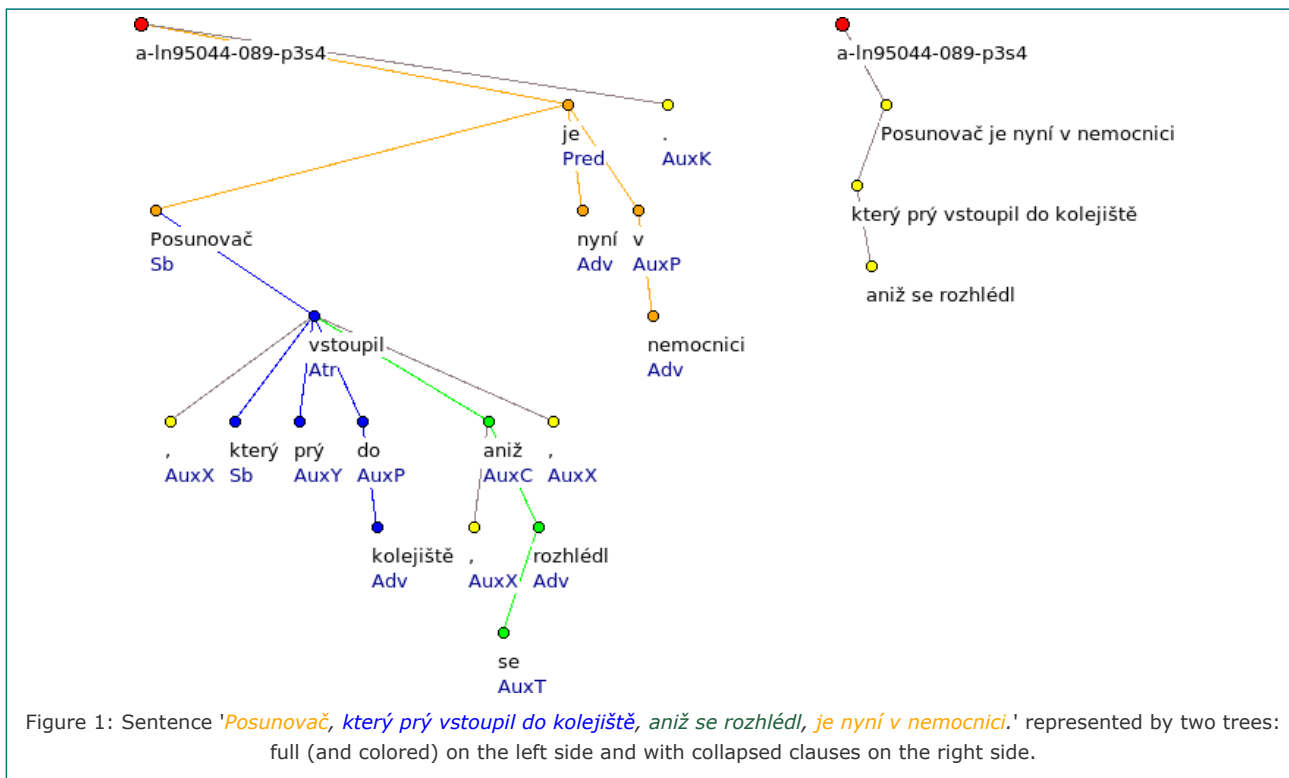 a-ln95044-089-p3s4
a-ln95044-089-p3s4
je
.
Posunovač je nyní v nemocnici
Pred
AuxK
který prý vstoupil do kolejiště
Posunovač
nyní
v
Sb
Adv
AuxP
aniž se rozhlédl
vstoupil
nemocnici
Atr
Adv
, který prý do aniž ,
AuxX Sb AuxY AuxP AuxC AuxX
kolejiště , rozhlédl
Adv AuxX Adv
se
AuxT
Figure 1: Sentence 'Posunovač, který prý vstoupil do kolejiště, aniž se rozhlédl, je nyní v nemocnici.' represented by two trees:
full (and colored) on the left side and with collapsed clauses on the right side.